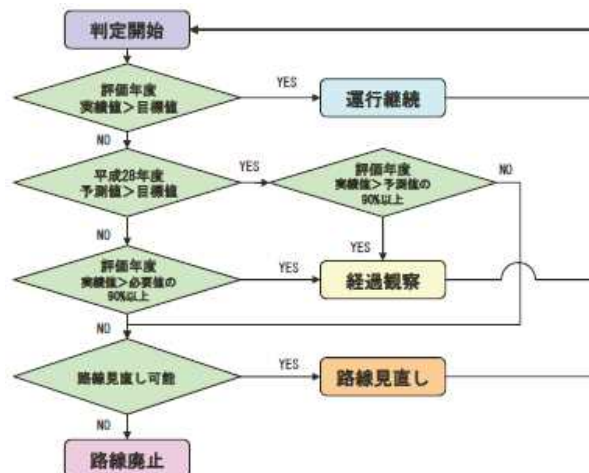 判定開始
評価年度
実績値＞目標値
YES
運行継続
NO
平成28年度
予測値＞目標値
YES
評価年度
実績値＞予測値の
90%以上
NO
NO
YES
評価年度
実績値＞必要値の
90%以上
YES
経過観察
NO
路線見直し可能
YES
路線見直し
NO
路線廃止